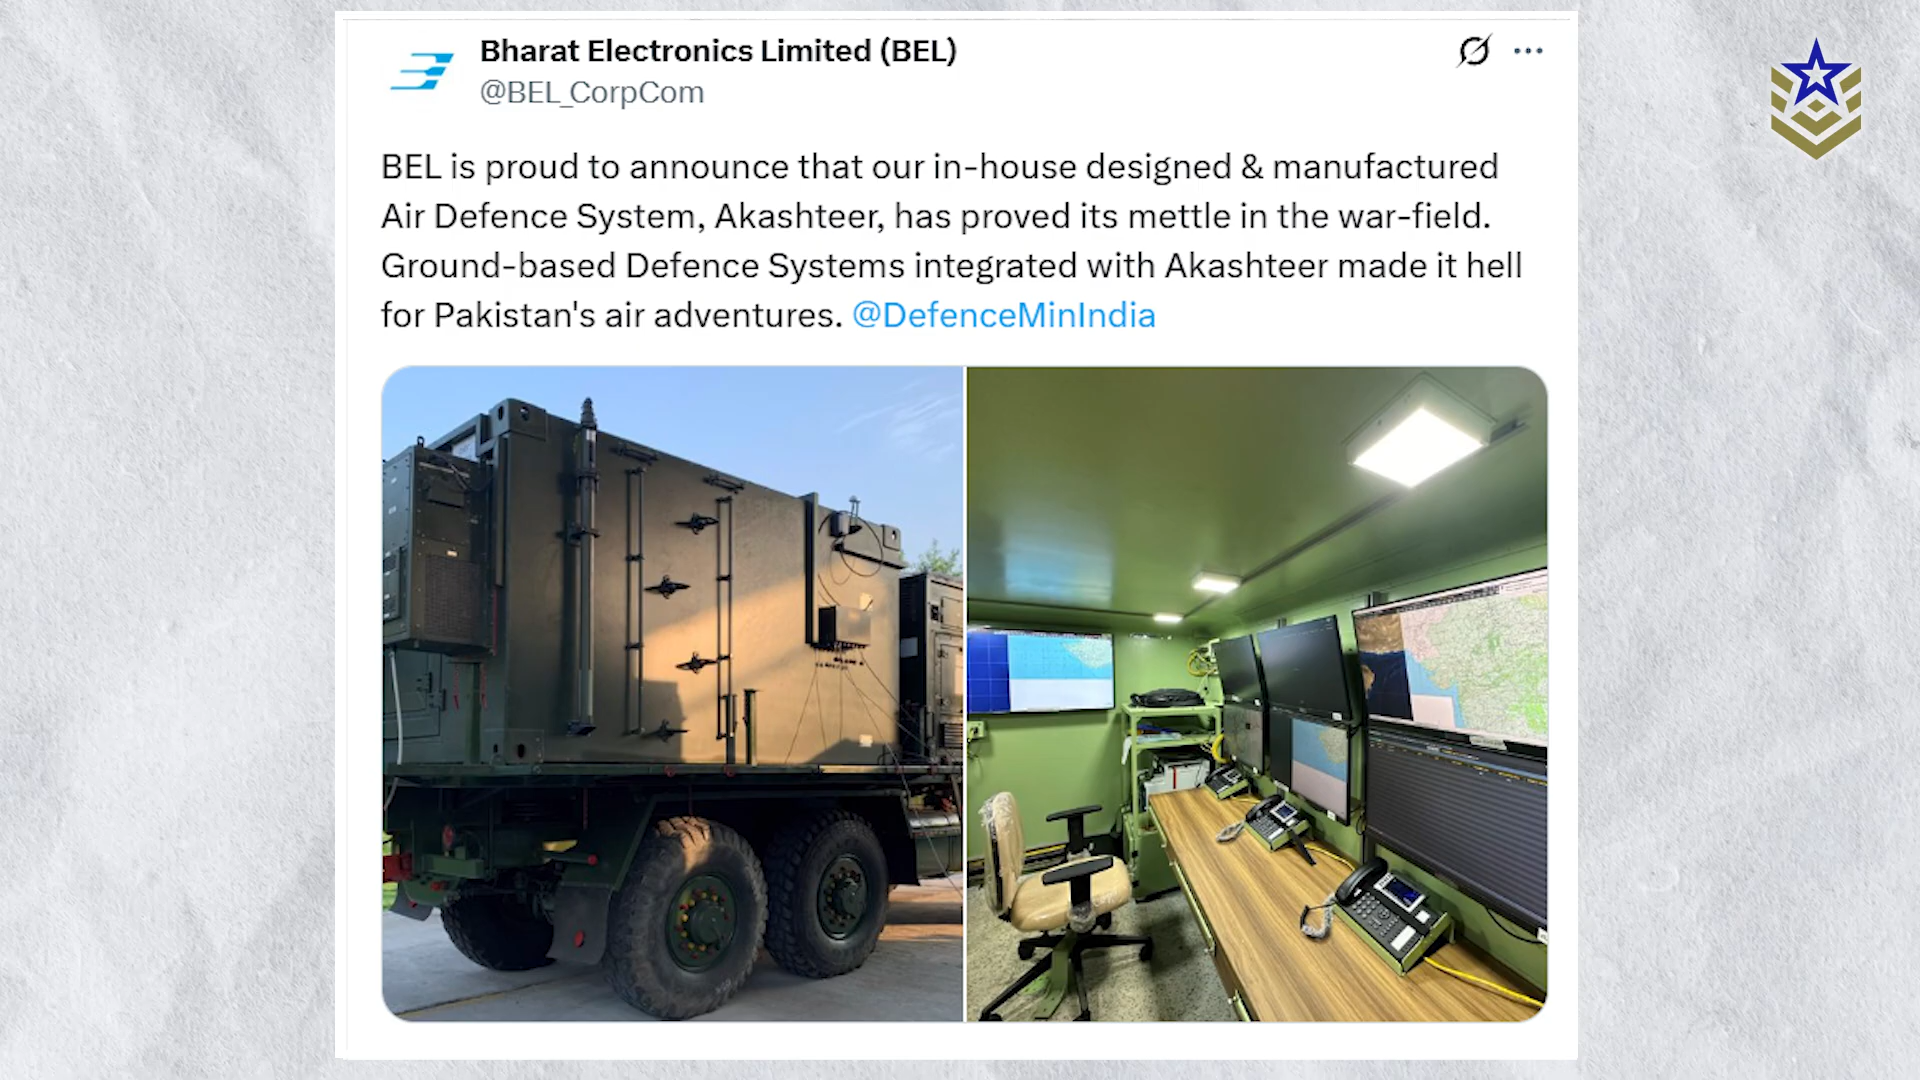 Bharat Electronics Limited (BEL)
@BEL_CorpCom
BEL is proud to announce that our in-house designed & manufactured
Air Defence System, Akashteer, has proved its mettle in the war-field.
Ground-based Defence Systems integrated with Akashteer made it hell
for Pakistan's air adventures. @DefenceMinIndia